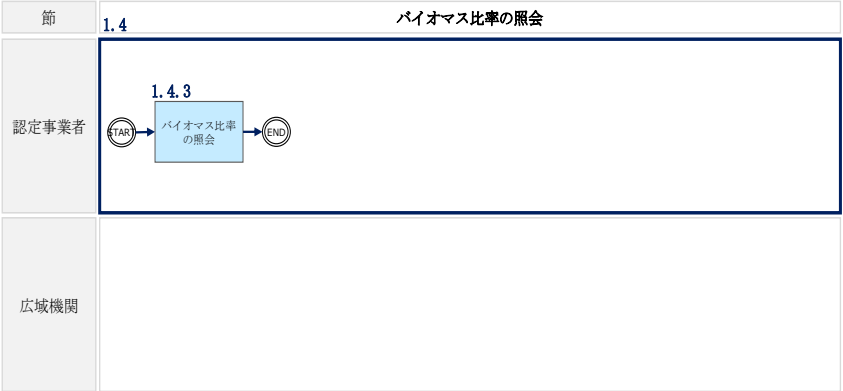 節
1.4
バイオマス比率の照会
認定事業者
1.4.3
START
バイオマス比率
の照会
END
広域機関